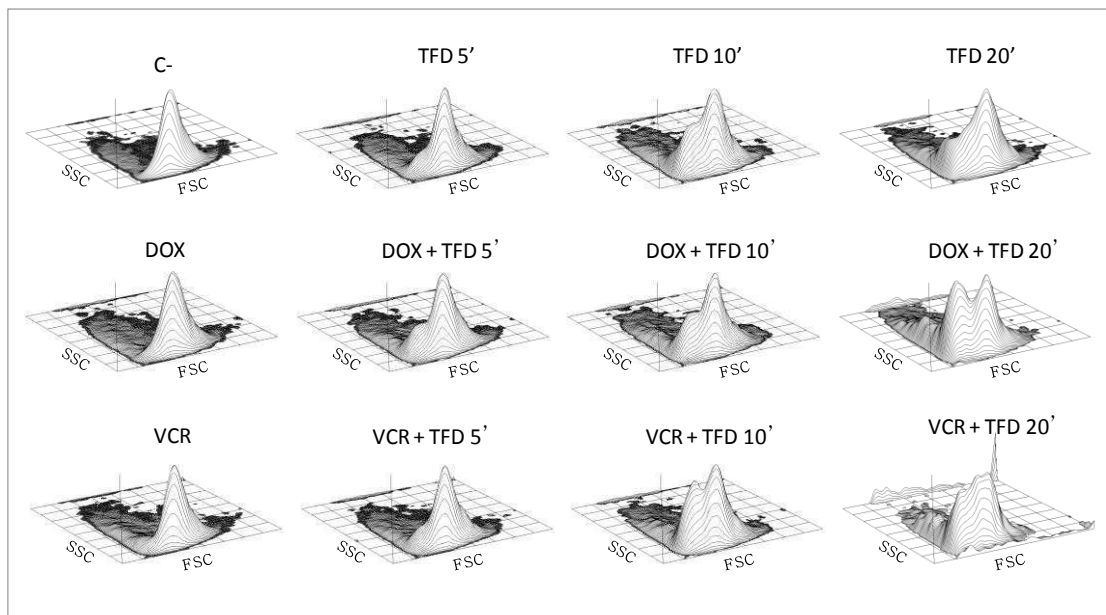 C-
TFD 5′
TFD 10′
TFD 20′
SSC
FSC
SSC
FSC
SSC
FSC
SSC
FSC
DOX
DOX + TFD 5’
DOX + TFD 10’
DOX + TFD 20’
SSC
FSC
SSC
FSC
SSC
FSC
SSC
FSC
VCR
VCR + TFD 5’
VCR + TFD 10’
VCR + TFD 20’
SSC
FSC
SSC
FSC
SSC
FSC
SSC
FSC